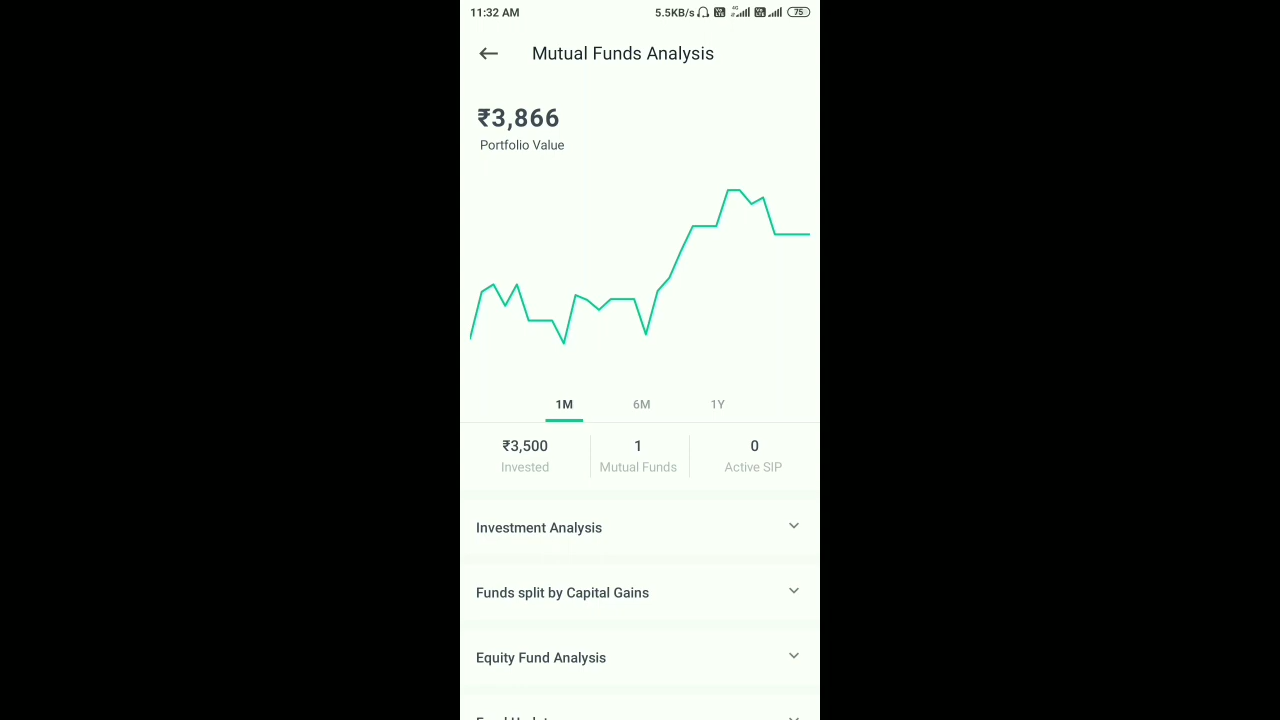 11:32 AM 5.5KB/s 4G 75
Mutual Funds Analysis
₹3,866
Portfolio Value
1M 6M 1Y
₹3,500 1 0
Invested Mutual Funds Active SIP
Investment Analysis
Funds split by Capital Gains
Equity Fund Analysis